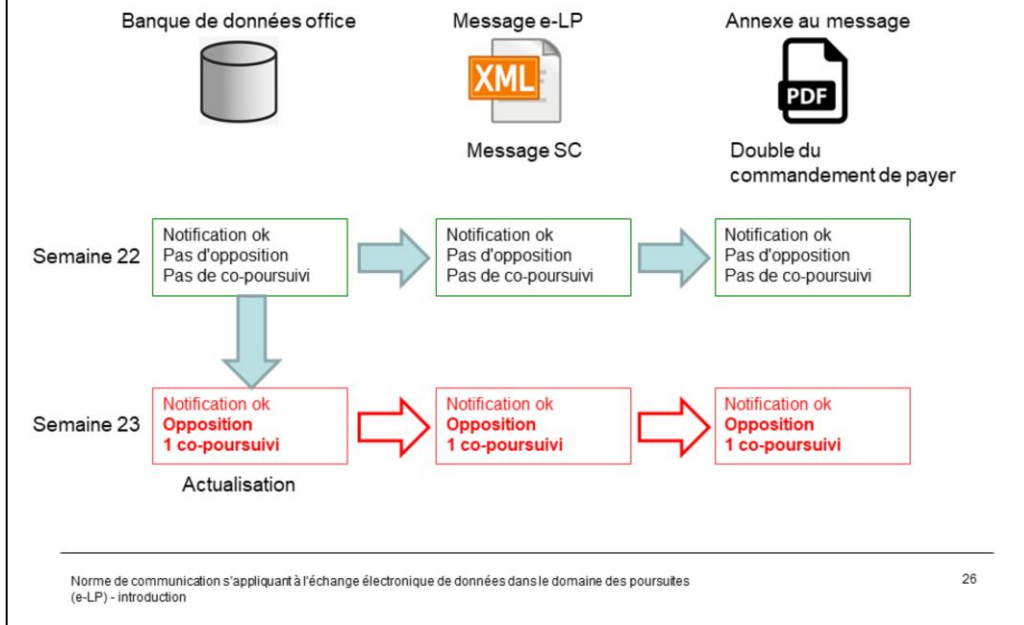 Banque de données office
Message e-LP
Annexe au message
XML
PDF
Message SC
Double du
commandement de payer
Semaine 22
Notification ok
Pas d'opposition
Pas de co-poursuivi
Notification ok
Pas d'opposition
Pas de co-poursuivi
Notification ok
Pas d'opposition
Pas de co-poursuivi
Semaine 23
Notification ok
Opposition
1 co-poursuivi
Notification ok
Opposition
1 co-poursuivi
Notification ok
Opposition
1 co-poursuivi
Actualisation
Norme de communication s'appliquant à l'échange électronique de données dans le domaine des poursuites
(e-LP) - introduction
26